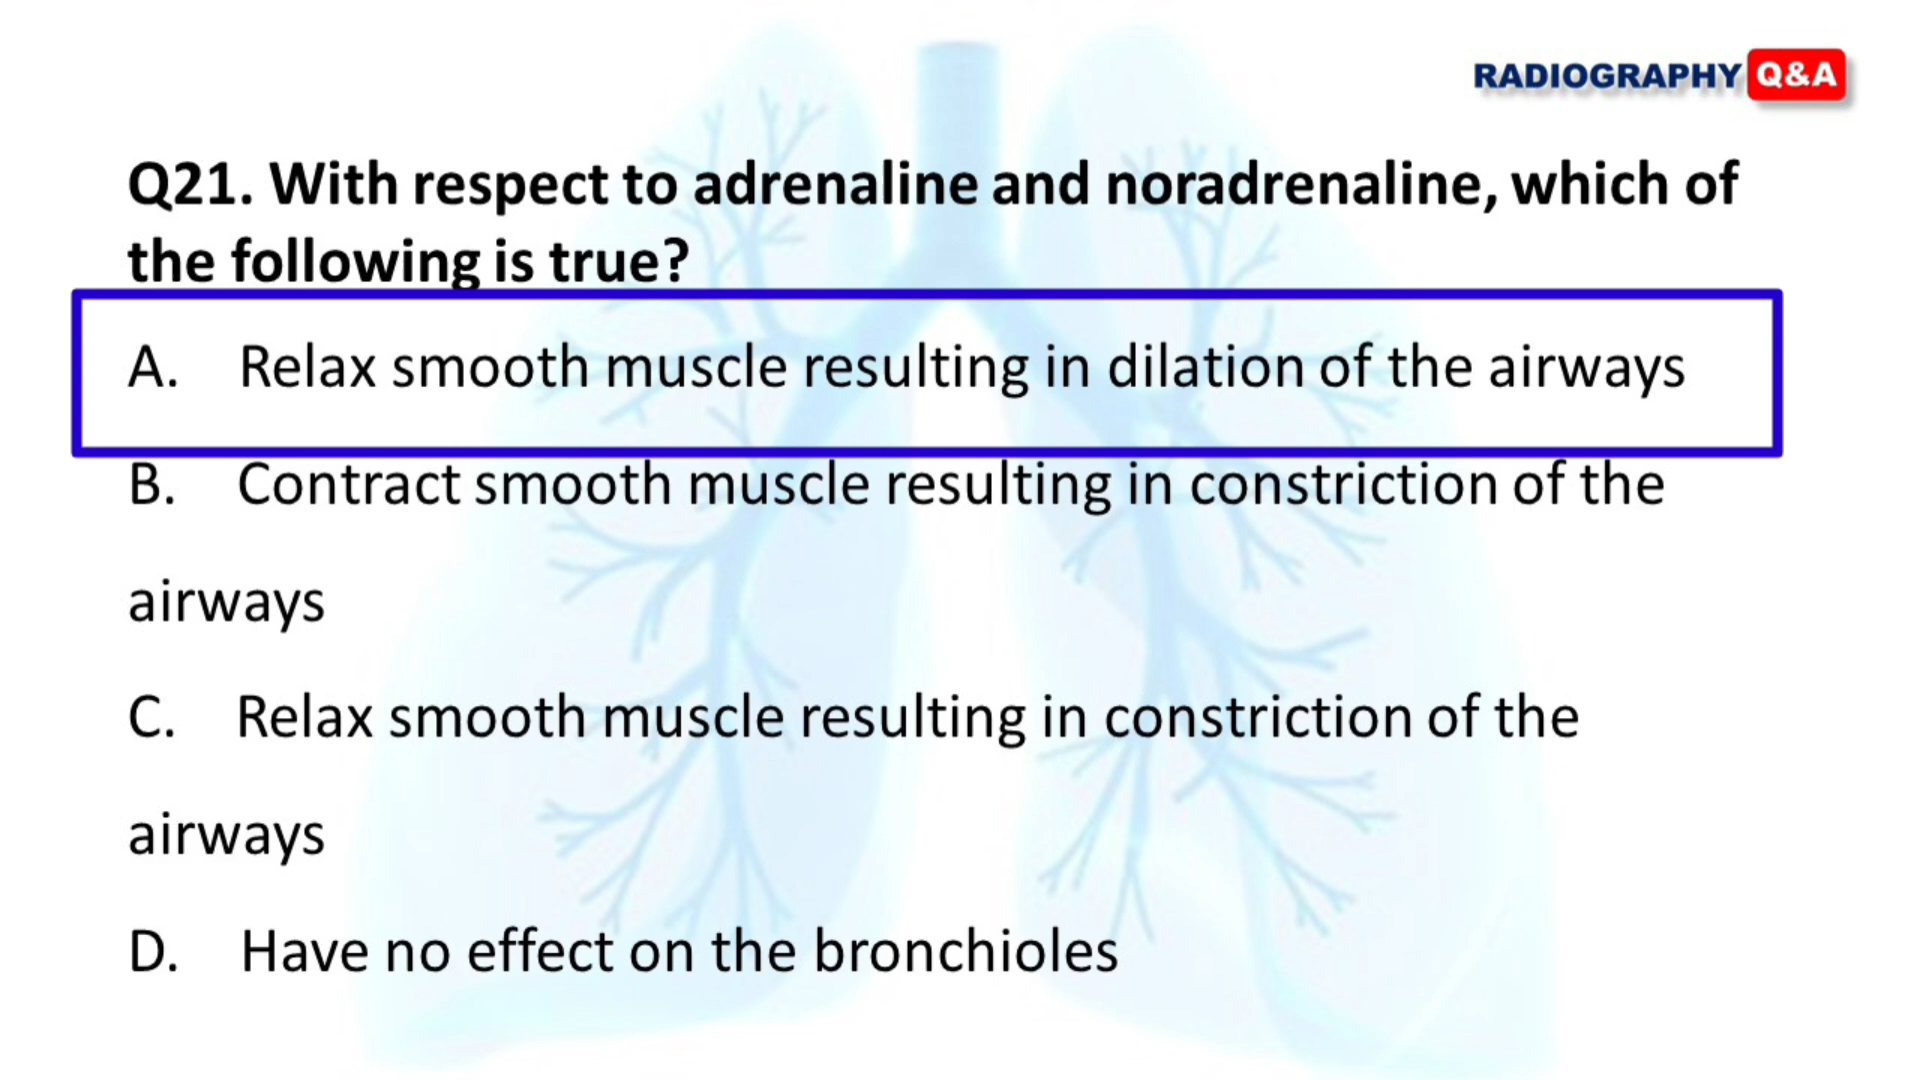 RADIOGRAPHY Q&A
Q21. With respect to adrenaline and noradrenaline, which of
the following is true?
A. Relax smooth muscle resulting in dilation of the airways
B. Contract smooth muscle resulting in constriction of the
airways
C. Relax smooth muscle resulting in constriction of the
airways
D. Have no effect on the bronchioles